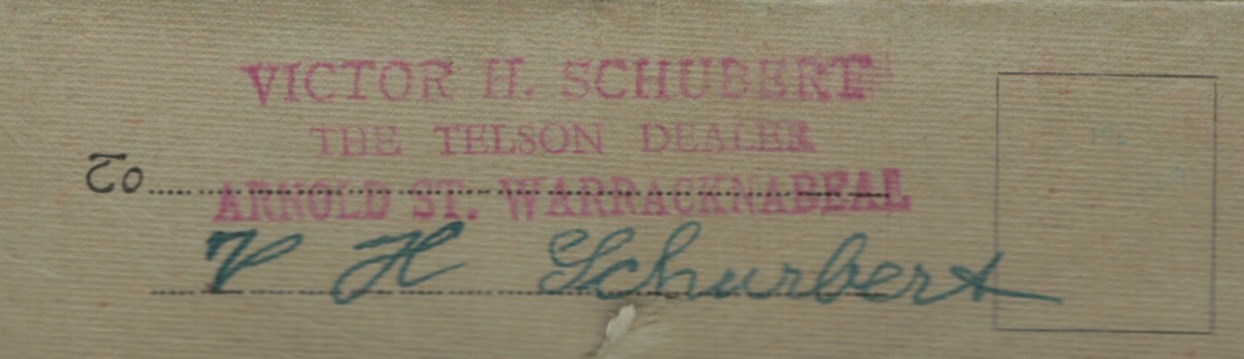 VICTOR H. SCHUBERT
THE TELSON DEALER
To
ARNOLD ST. WARRACKNABEAL
V H Schurbert